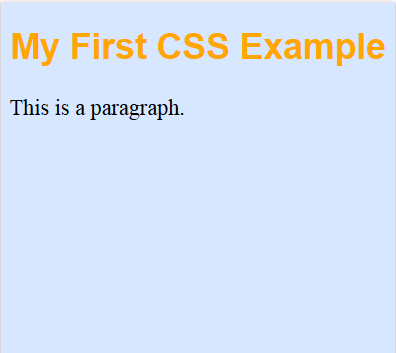 My First CSS Example
This is a paragraph.